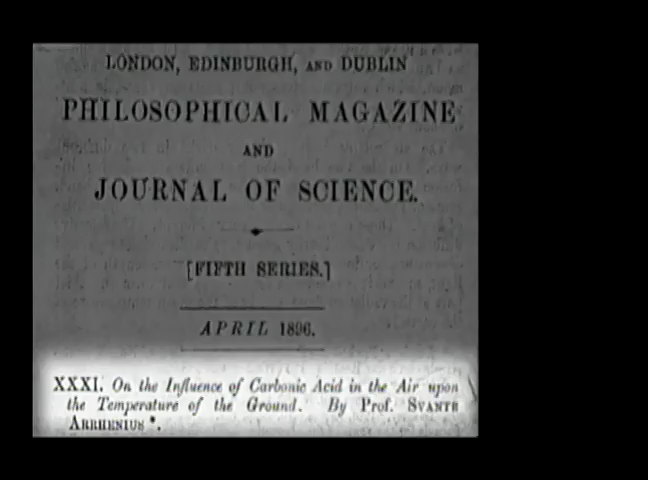 LONDON, EDINBURGH, AND DUBLIN
PHILOSOPHICAL MAGAZINE
AND
JOURNAL OF SCIENCE.
[FIFTH SERIES.]
APRIL 1896.
XXXI. On the Influence of Carbonic Acid in the Air upon
the Temperature of the Ground. By Prof. SVANTE
ARRHENIUS *.